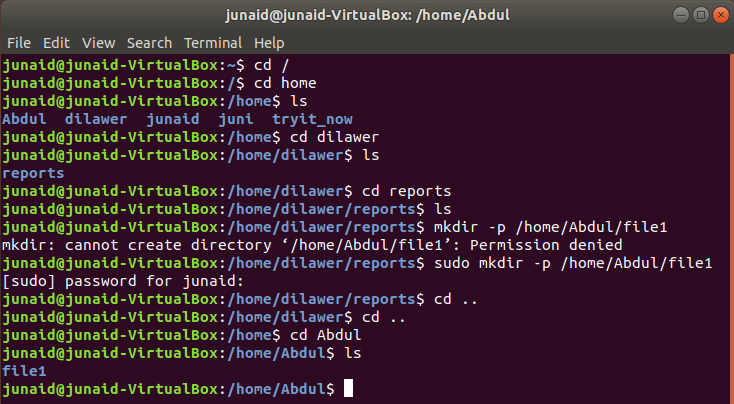 junaid@junaid-VirtualBox: /home/Abdul
File Edit View Search Terminal Help
junaid@junaid-VirtualBox:~$ cd /
junaid@junaid-VirtualBox:/$ cd home
junaid@junaid-VirtualBox:/home$ ls
Abdul  dilawer  junaid  juni  tryit_now
junaid@junaid-VirtualBox:/home$ cd dilawer
junaid@junaid-VirtualBox:/home/dilawer$ ls
reports
junaid@junaid-VirtualBox:/home/dilawer$ cd reports
junaid@junaid-VirtualBox:/home/dilawer/reports$ ls
junaid@junaid-VirtualBox:/home/dilawer/reports$ mkdir -p /home/Abdul/file1
mkdir: cannot create directory ‘/home/Abdul/file1’: Permission denied
junaid@junaid-VirtualBox:/home/dilawer/reports$ sudo mkdir -p /home/Abdul/file1
[sudo] password for junaid:
junaid@junaid-VirtualBox:/home/dilawer/reports$ cd ..
junaid@junaid-VirtualBox:/home/dilawer$ cd ..
junaid@junaid-VirtualBox:/home$ cd Abdul
junaid@junaid-VirtualBox:/home/Abdul$ ls
file1
junaid@junaid-VirtualBox:/home/Abdul$